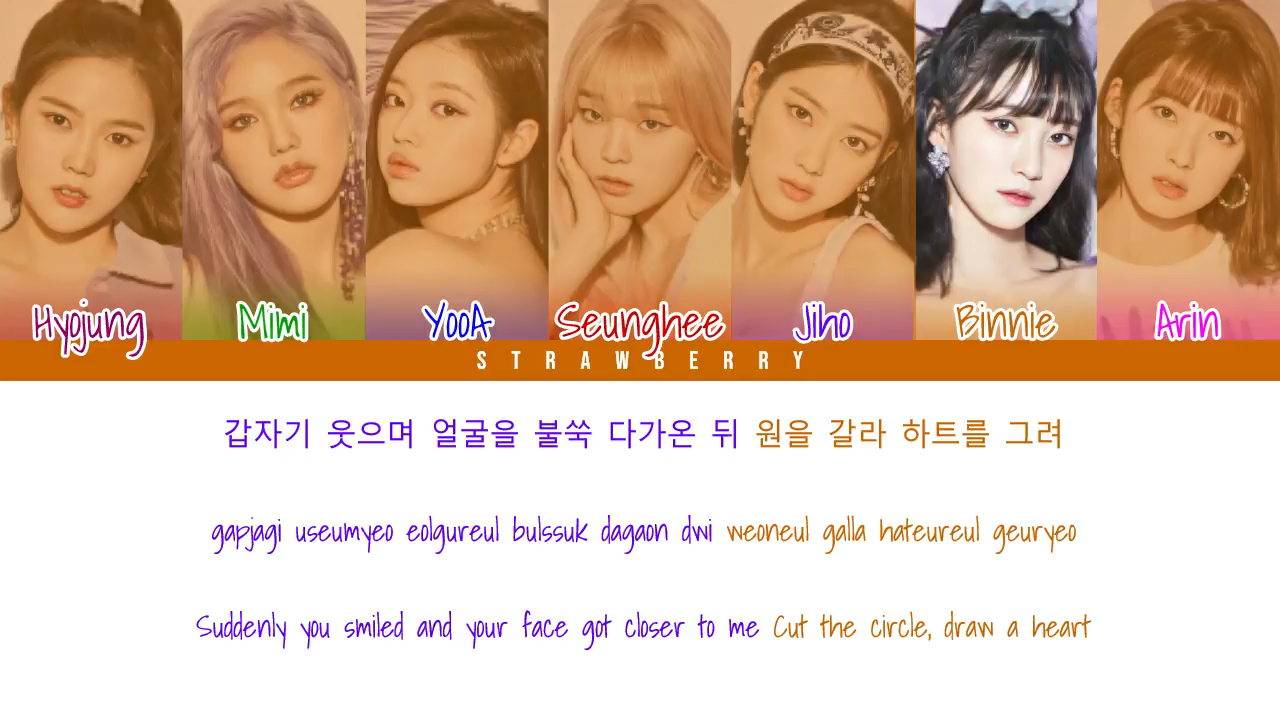 Hyojung Mimi YooA Seunghee Jiho Binnie Arin
STRAWBERRY
갑자기 웃으며 얼굴을 불쑥 다가온 뒤 원을 갈라 하트를 그려
gapjagi useumyeo eolgureul bulssuk dagaon dwi weoneul galla hateureul geuryeo
Suddenly you smiled and your face got closer to me Cut the circle, draw a heart